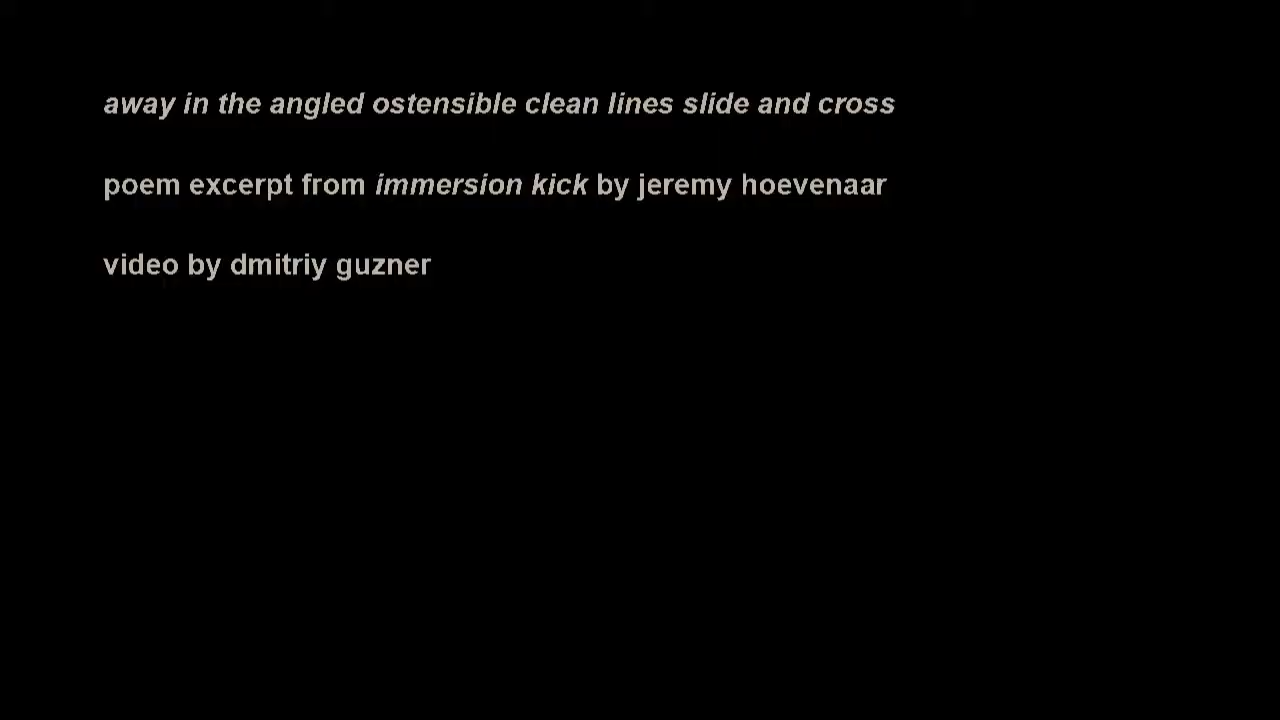 away in the angled ostensible clean lines slide and cross
poem excerpt from immersion kick by jeremy hoevenaar
video by dmitriy guzner